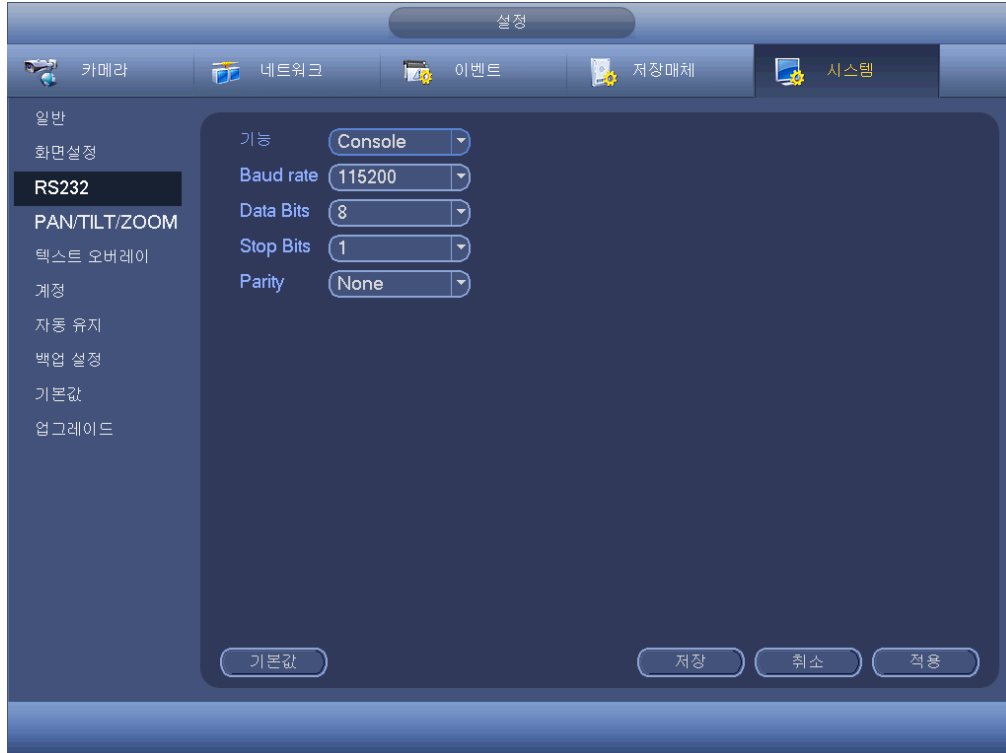 설정
카메라 네트워크 이벤트 저장매체 시스템
일반
화면설정
RS232
PAN/TILT/ZOOM
텍스트 오버레이
계정
자동 유지
백업 설정
기본값
업그레이드
기능 Console
Baud rate 115200
Data Bits 8
Stop Bits 1
Parity None
기본값 저장 취소 적용